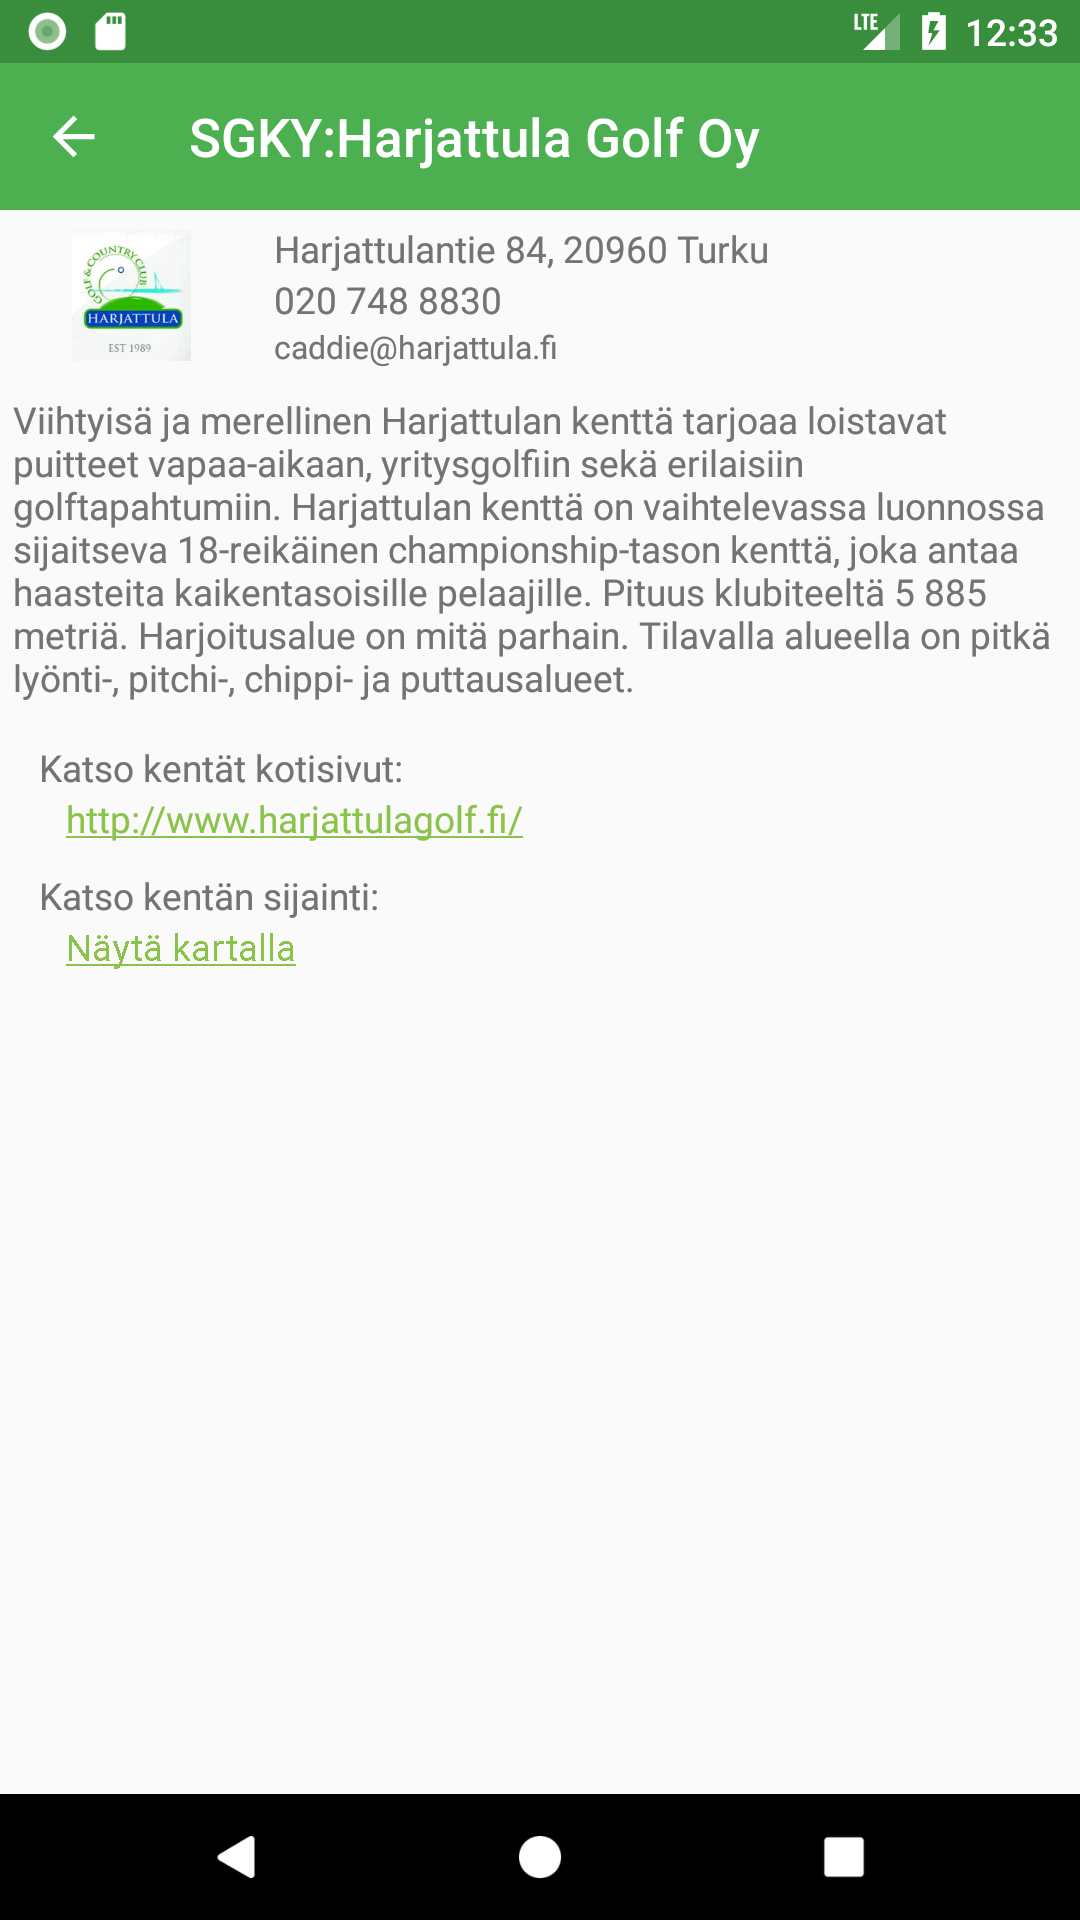 LTE 12:33
SGKY:Harjattula Golf Oy
GOLF & COUNTRY CLUB
HARJATTULA
EST 1989
Harjattulantie 84, 20960 Turku
020 748 8830
caddie@harjattula.fi
Viihtyisä ja merellinen Harjattulan kenttä tarjoaa loistavat
puitteet vapaa-aikaan, yritysgolfiin sekä erilaisiin
golftapahtumiin. Harjattulan kenttä on vaihtelevassa luonnossa
sijaitseva 18-reikäinen championship-tason kenttä, joka antaa
haasteita kaikentasoisille pelaajille. Pituus klubiteeltä 5 885
metriä. Harjoitusalue on mitä parhain. Tilavalla alueella on pitkä
lyönti-, pitchi-, chippi- ja puttausalueet.
Katso kentät kotisivut:
http://www.harjattulagolf.fi/
Katso kentän sijainti:
Näytä kartalla